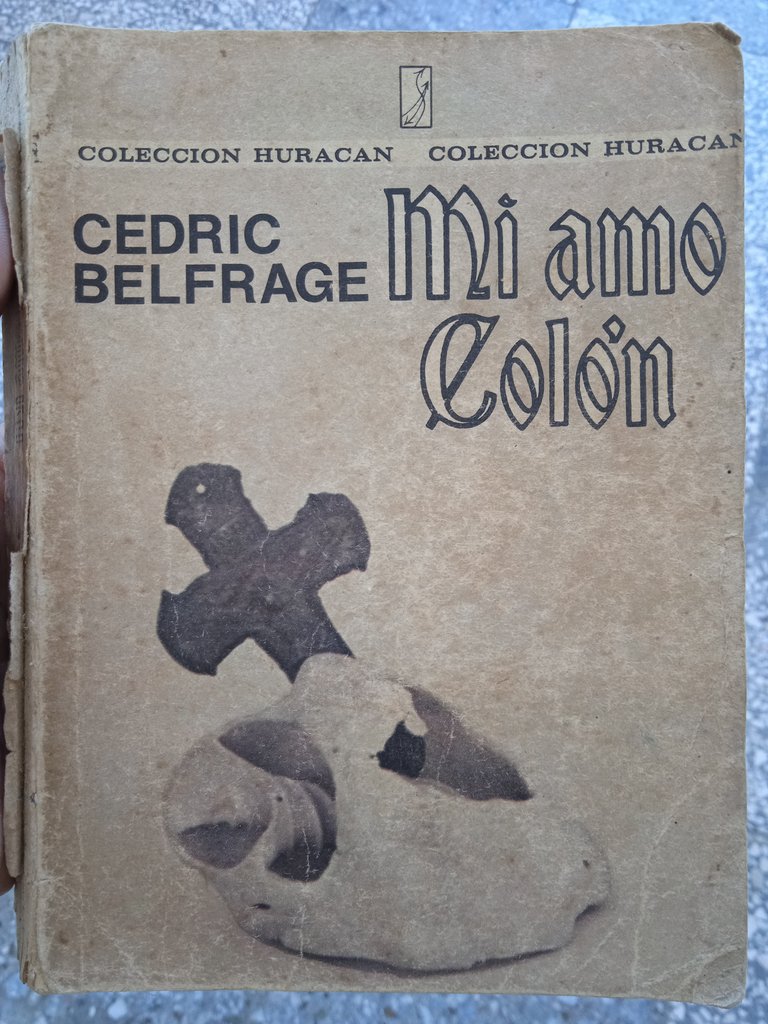 COLECCION HURACAN COLECCION HURACAN
CEDRIC
BELFRAGE
Mi amo
Colón